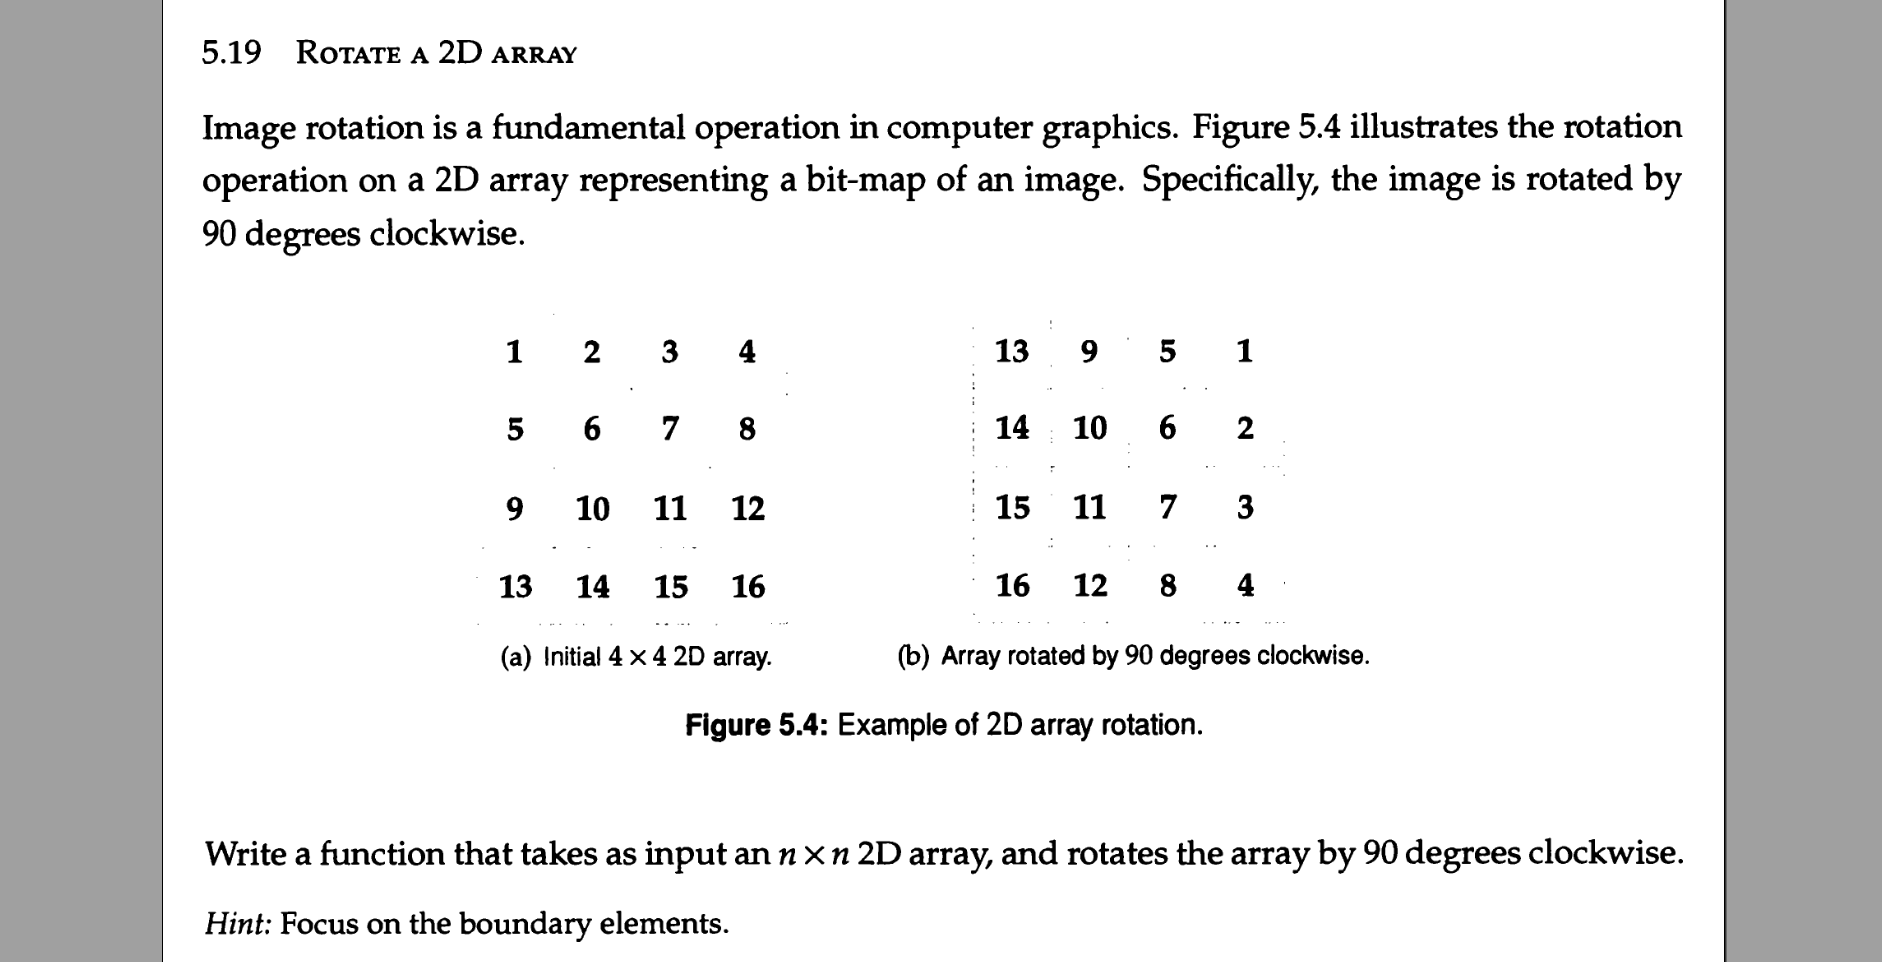 5.19 ROTATE A 2D ARRAY
Image rotation is a fundamental operation in computer graphics. Figure 5.4 illustrates the rotation
operation on a 2D array representing a bit-map of an image. Specifically, the image is rotated by
90 degrees clockwise.
1 2 3 4 13 9 5 1
5 6 7 8 14 10 6 2
9 10 11 12 15 11 7 3
13 14 15 16 16 12 8 4
(a) Initial 4 × 4 2D array. (b) Array rotated by 90 degrees clockwise.
Figure 5.4: Example of 2D array rotation.
Write a function that takes as input an n × n 2D array, and rotates the array by 90 degrees clockwise.
Hint: Focus on the boundary elements.